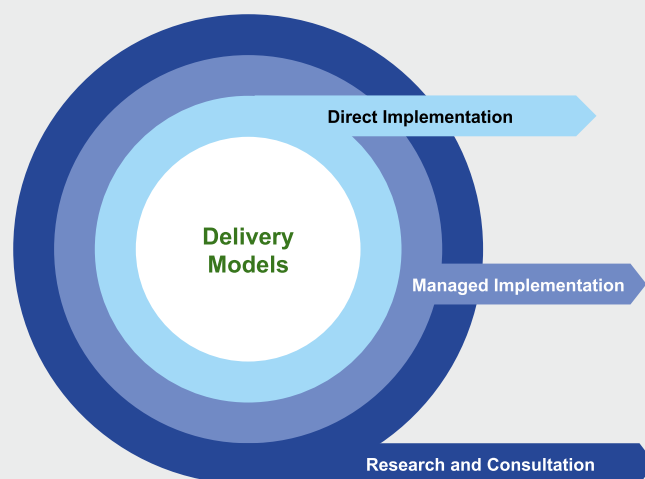 Direct Implementation
Delivery
Models
Managed Implementation
Research and Consultation